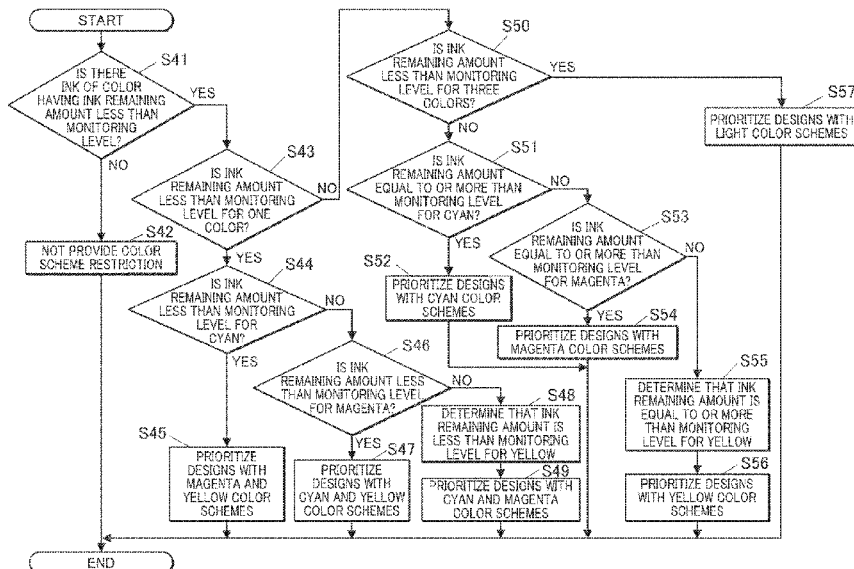 START
S41
IS THERE
INK OF COLOR
HAVING INK REMAINING
AMOUNT LESS THAN
MONITORING
LEVEL?
YES
NO
S42
NOT PROVIDE COLOR
SCHEME RESTRICTION
S43
IS INK
REMAINING AMOUNT
LESS THAN MONITORING
LEVEL FOR ONE
COLOR?
NO
YES
S44
IS INK
REMAINING AMOUNT
LESS THAN MONITORING
LEVEL FOR
CYAN?
NO
YES
S45
PRIORITIZE
DESIGNS WITH
MAGENTA AND
YELLOW COLOR
SCHEMES
S46
IS INK
REMAINING AMOUNT LESS
THAN MONITORING LEVEL
FOR MAGENTA?
NO
YES
S47
PRIORITIZE
DESIGNS WITH
CYAN AND YELLOW
COLOR SCHEMES
S48
DETERMINE THAT INK
REMAINING AMOUNT IS
LESS THAN MONITORING
LEVEL FOR YELLOW
S49
PRIORITIZE DESIGNS WITH
CYAN AND MAGENTA
COLOR SCHEMES
S50
IS INK
REMAINING AMOUNT
LESS THAN MONITORING
LEVEL FOR THREE
COLORS?
YES
NO
S57
PRIORITIZE DESIGNS WITH
LIGHT COLOR SCHEMES
S51
IS INK
REMAINING AMOUNT
EQUAL TO OR MORE THAN
MONITORING LEVEL
FOR CYAN?
NO
YES
S52
PRIORITIZE DESIGNS
WITH CYAN COLOR
SCHEMES
S53
IS INK
REMAINING AMOUNT
EQUAL TO OR MORE THAN
MONITORING LEVEL
FOR MAGENTA?
NO
YES
S54
PRIORITIZE DESIGNS WITH
MAGENTA COLOR SCHEMES
S55
DETERMINE THAT INK
REMAINING AMOUNT IS
EQUAL TO OR MORE
THAN MONITORING
LEVEL FOR YELLOW
S56
PRIORITIZE DESIGNS
WITH YELLOW COLOR
SCHEMES
END